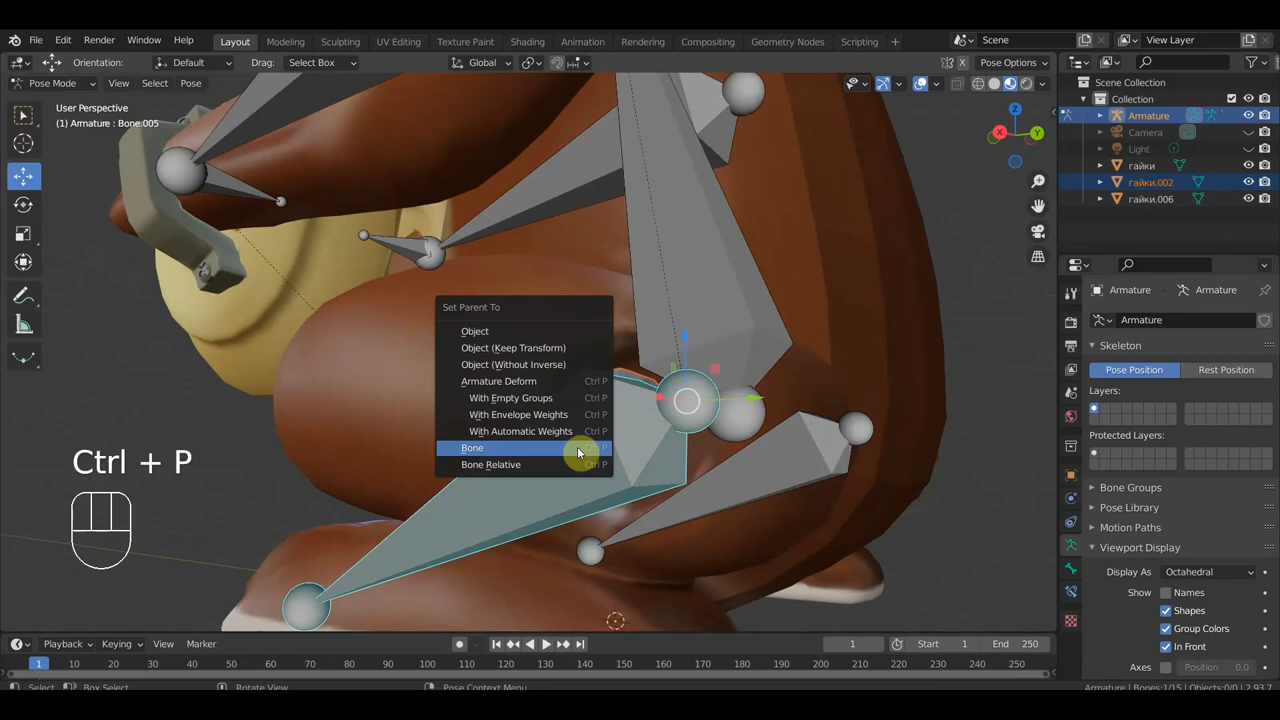 File Edit Render Window Help
Layout Modeling Sculpting UV Editing Texture Paint Shading Animation Rendering Compositing Geometry Nodes Scripting +
Scene
View Layer
Orientation: Default Drag: Select Box Global Pose Options
Pose Mode View Select Pose
User Perspective
(1) Armature : Bone.005
X
Y
Z
Scene Collection
Collection
Armature
Camera
Light
гайки
гайки.002
гайки.006
Set Parent To
Object
Object (Keep Transform)
Object (Without Inverse)
Armature Deform Ctrl P
With Empty Groups Ctrl P
With Envelope Weights Ctrl P
With Automatic Weights Ctrl P
Bone Ctrl P
Bone Relative Ctrl P
Ctrl + P
Armature Armature
Armature
Skeleton
Pose Position Rest Position
Layers:
Protected Layers:
Bone Groups
Pose Library
Motion Paths
Viewport Display
Display As Octahedral
Show Names
Shapes
Group Colors
In Front
Axes Position 0.0
Playback Keying View Marker
1 Start 1 End 250
1 10 20 30 40 50 60 70 80 90 100 110 120 130 140 150 160 170 180 190 200 210 220 230 240 250
Select Box Select Rotate View Pose Context Menu
Armature | Bones:1/15 | Objects:0/0 | 2.93.7